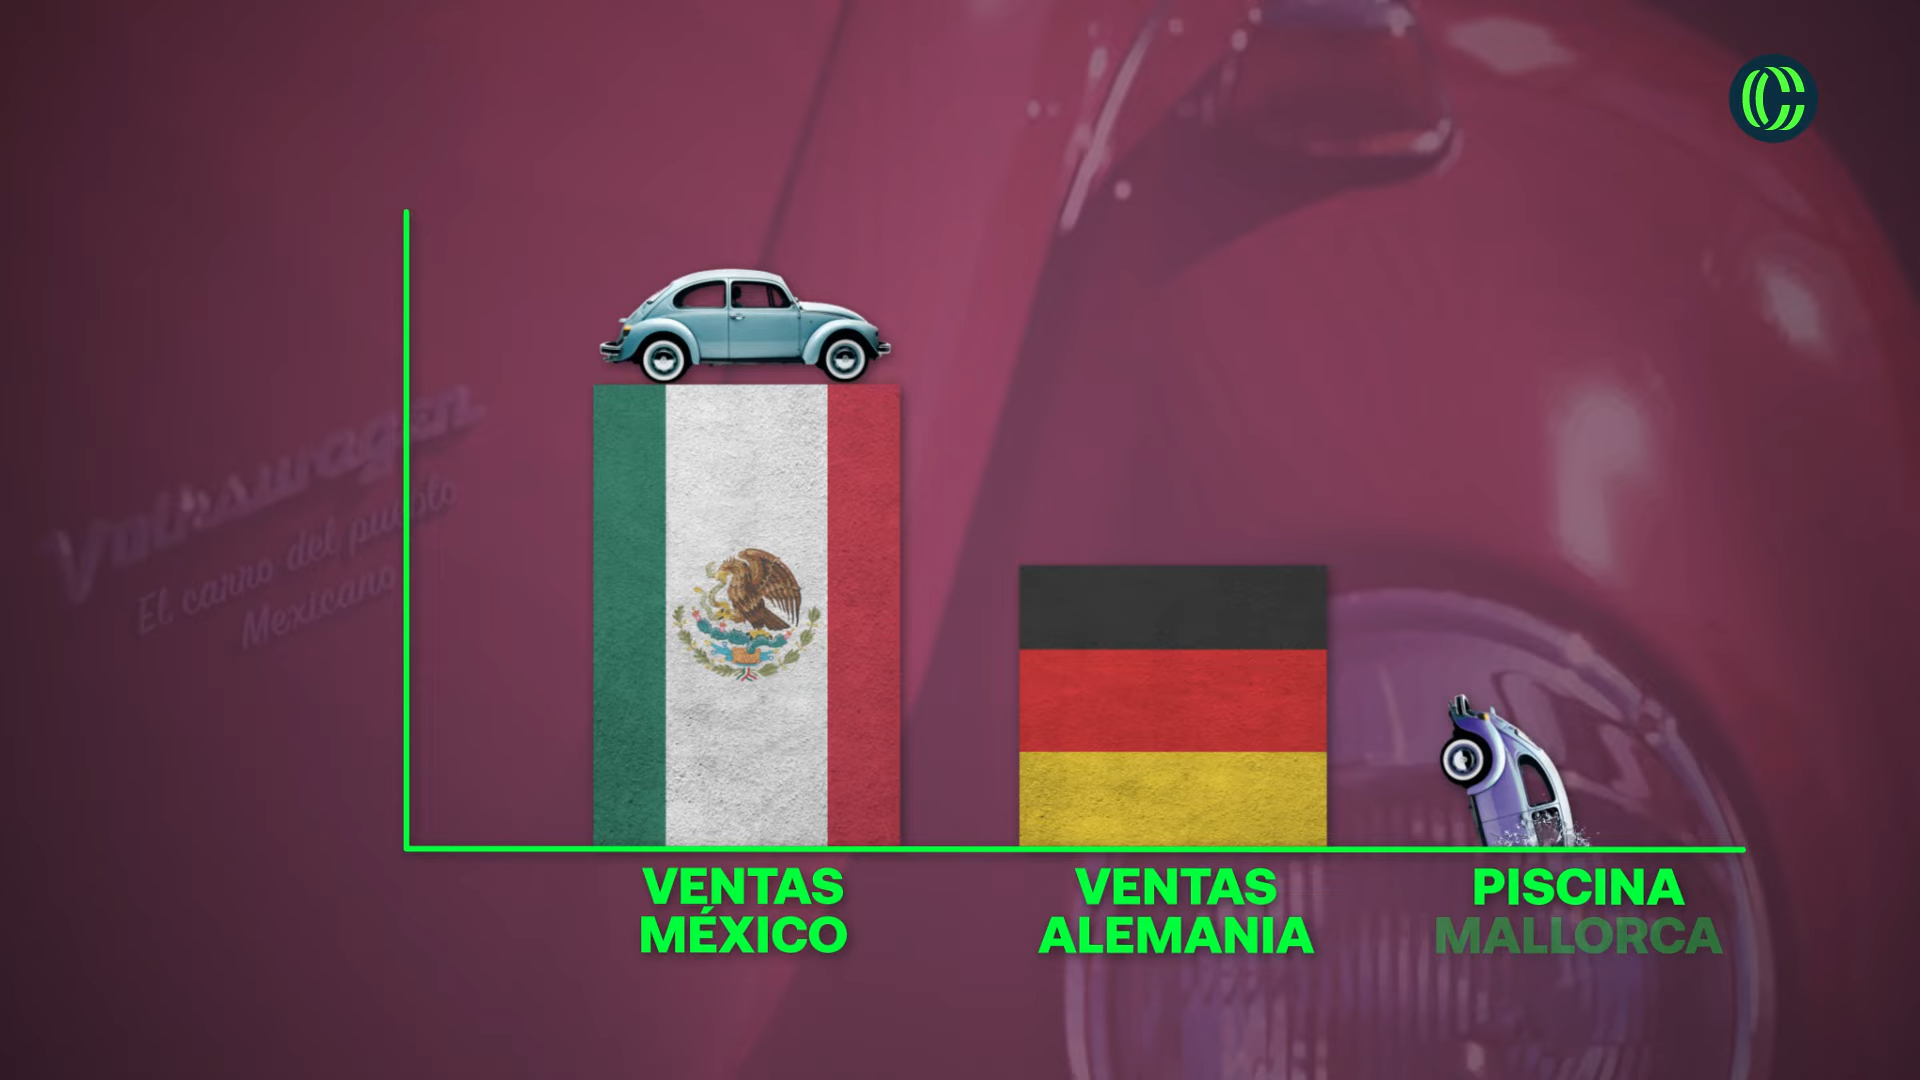 Volkswagen
El carro del pueblo
Mexicano
VENTAS
MÉXICO
VENTAS
ALEMANIA
PISCINA
MALLORCA